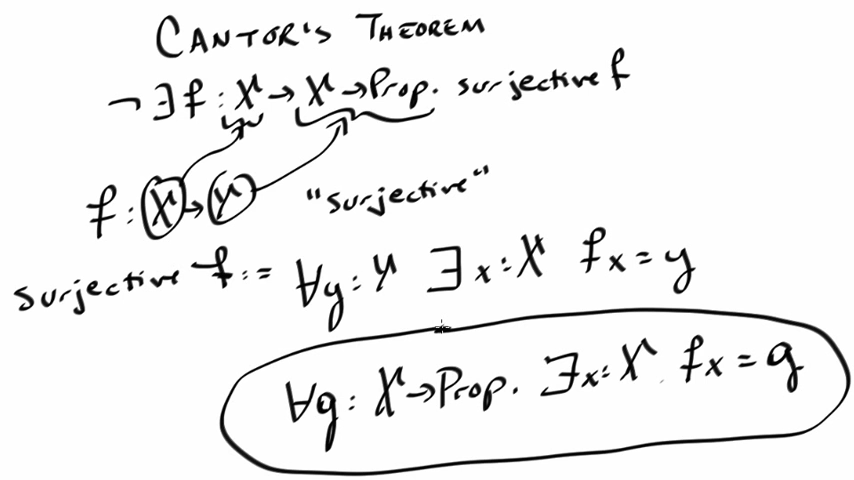 CANTOR'S THEOREM
¬∃f:X→X→Prop. surjective f
f:X→Y "surjective"
surjective f:= ∀y:Y ∃x:X fx=y
∀g:X→Prop. ∃x:X. fx=g